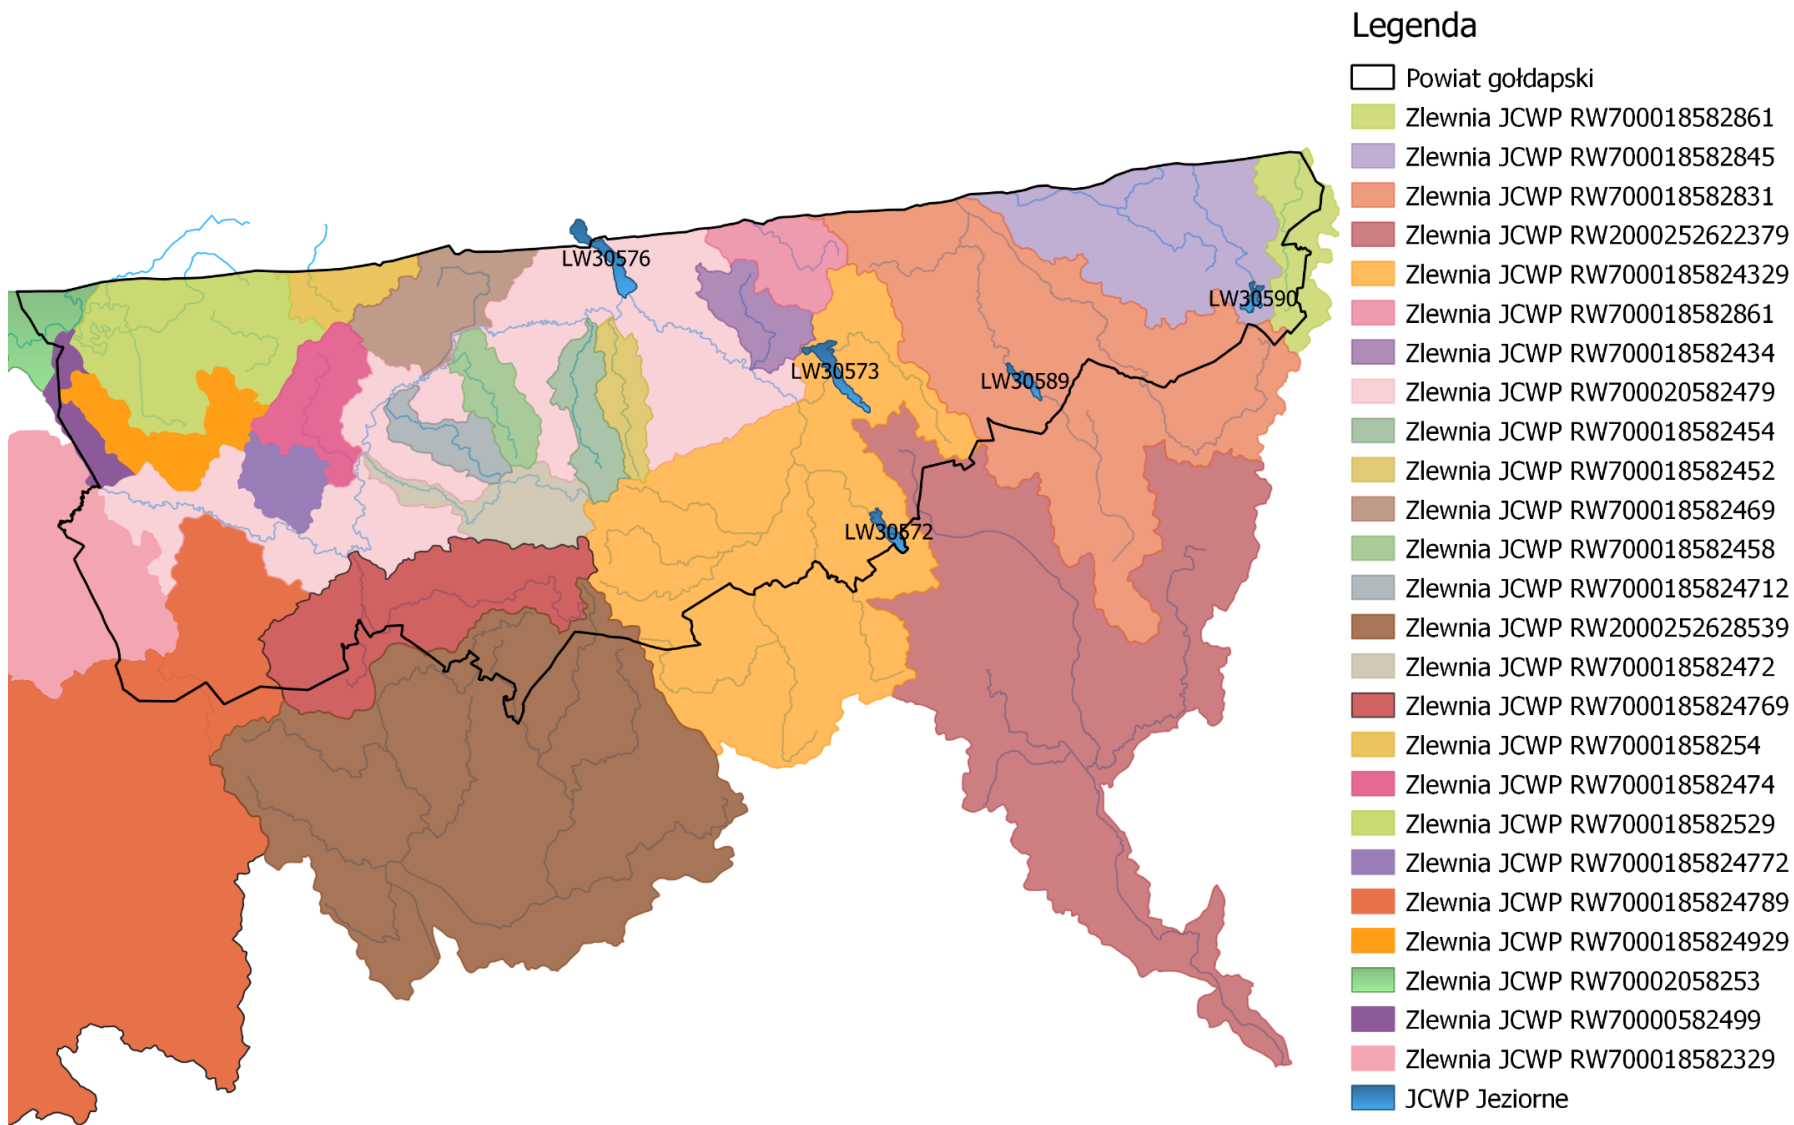 Legenda
Powiat gołdapski
Zlewnia JCWP RW700018582861
Zlewnia JCWP RW700018582845
Zlewnia JCWP RW700018582831
Zlewnia JCWP RW2000252622379
Zlewnia JCWP RW7000185824329
Zlewnia JCWP RW700018582861
Zlewnia JCWP RW700018582434
Zlewnia JCWP RW700020582479
Zlewnia JCWP RW700018582454
Zlewnia JCWP RW700018582452
Zlewnia JCWP RW700018582469
Zlewnia JCWP RW700018582458
Zlewnia JCWP RW7000185824712
Zlewnia JCWP RW2000252628539
Zlewnia JCWP RW700018582472
Zlewnia JCWP RW7000185824769
Zlewnia JCWP RW70001858254
Zlewnia JCWP RW700018582474
Zlewnia JCWP RW700018582529
Zlewnia JCWP RW7000185824772
Zlewnia JCWP RW7000185824789
Zlewnia JCWP RW7000185824929
Zlewnia JCWP RW70002058253
Zlewnia JCWP RW70000582499
Zlewnia JCWP RW700018582329
JCWP Jeziorne
LW30576
LW30590
LW30573
LW30589
LW30572